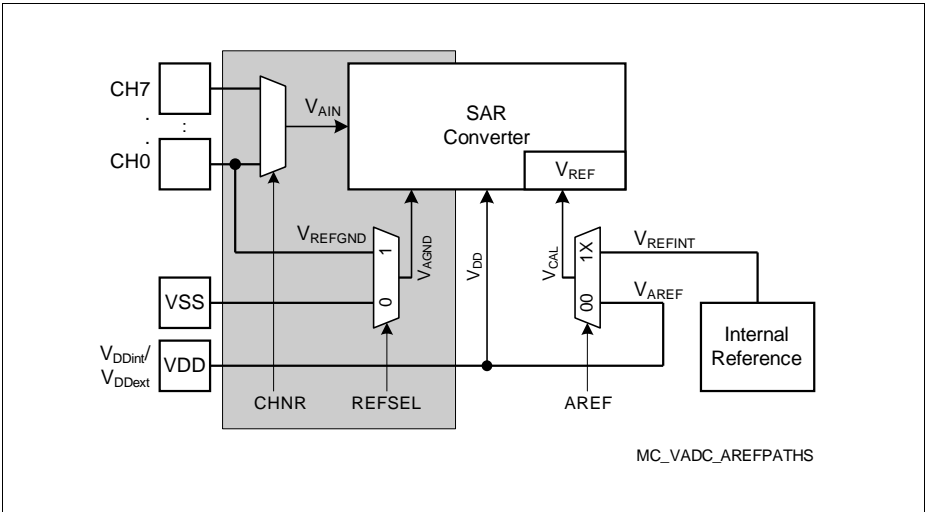 CH7
.
. :
.
CH0
V_AIN
SAR
Converter
V_REF
V_REFGND
1
0
V_AGND
V_DD
V_CAL
1X
00
V_REFINT
V_AREF
VSS
V_DDint/
V_DDext
VDD
Internal
Reference
CHNR
REFSEL
AREF
MC_VADC_AREFPATHS